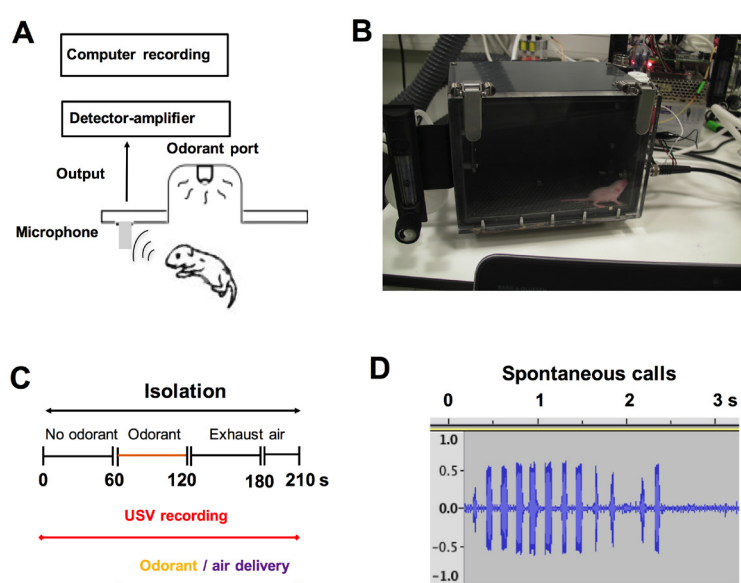 A
Computer recording
Detector-amplifier
Odorant port
Output
Microphone
B
C
Isolation
No odorant Odorant Exhaust air
0 60 120 180 210 s
USV recording
Odorant / air delivery
D
Spontaneous calls
0 1 2 3 s
1.0
0.5
0.0
-0.5
-1.0